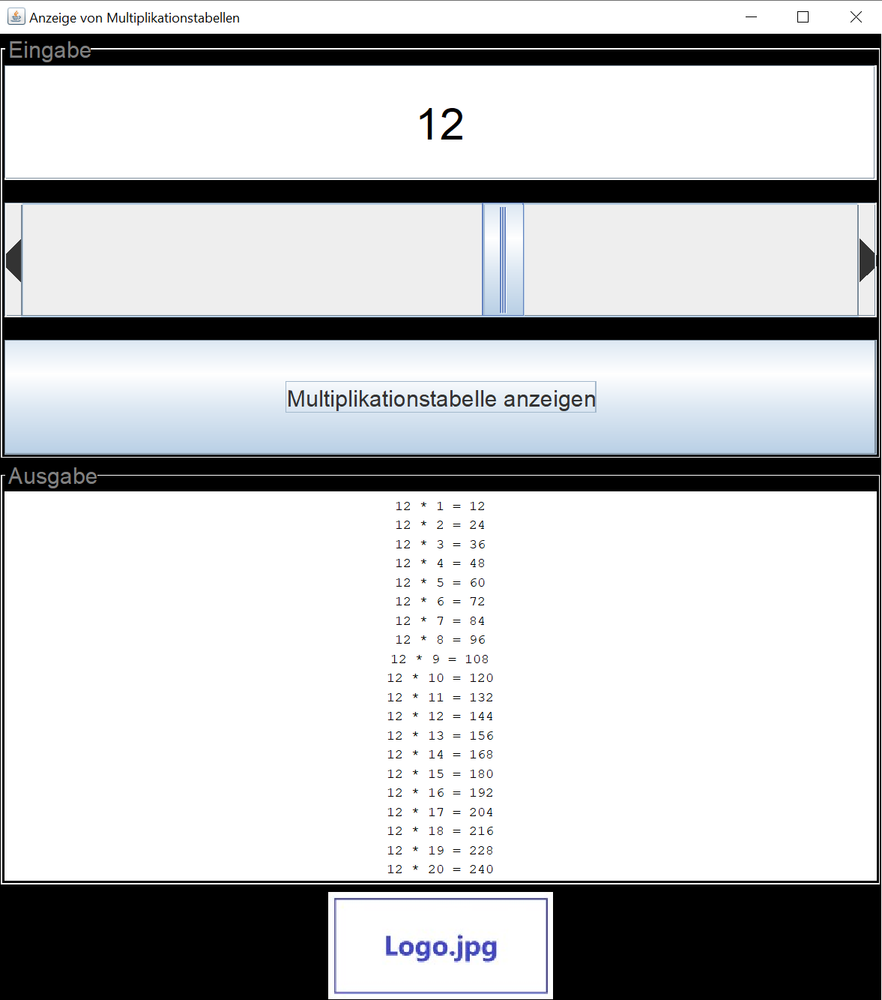 Anzeige von Multiplikationstabellen
Eingabe
12
Multiplikationstabelle anzeigen
Ausgabe
12 * 1 = 12
12 * 2 = 24
12 * 3 = 36
12 * 4 = 48
12 * 5 = 60
12 * 6 = 72
12 * 7 = 84
12 * 8 = 96
12 * 9 = 108
12 * 10 = 120
12 * 11 = 132
12 * 12 = 144
12 * 13 = 156
12 * 14 = 168
12 * 15 = 180
12 * 16 = 192
12 * 17 = 204
12 * 18 = 216
12 * 19 = 228
12 * 20 = 240
Logo.jpg